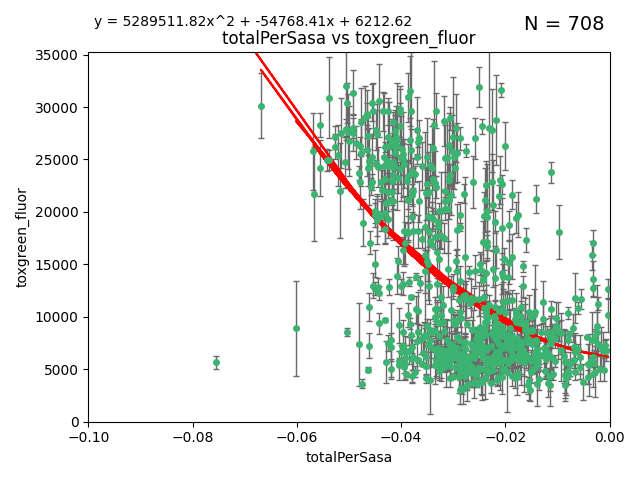 y = 5289511.82x^2 + -54768.41x + 6212.62
N = 708
totalPerSasa vs toxgreen_fluor
35000
30000
25000
20000
15000
10000
5000
0
toxgreen_fluor
−0.10
−0.08
−0.06
−0.04
−0.02
0.00
totalPerSasa